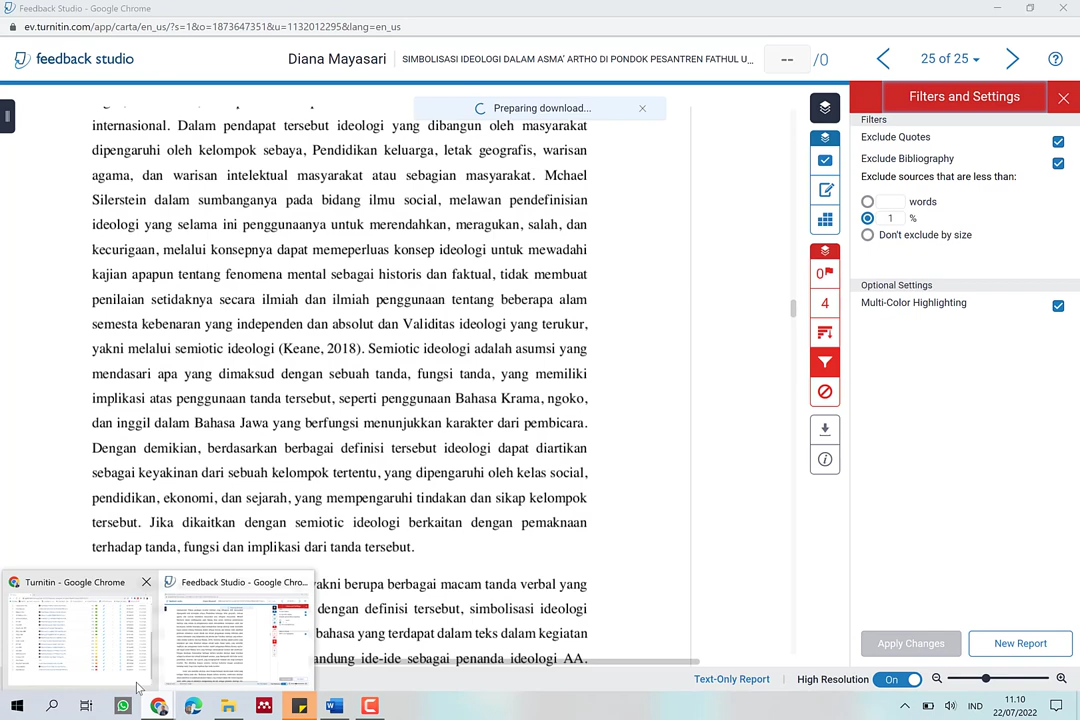 Feedback Studio - Google Chrome
ev.turnitin.com/app/carta/en_us/?s=1&o=1873647351&u=1132012295&lang=en_us
feedback studio
Diana Mayasari
SIMBOLISASI IDEOLOGI DALAM ASMA' ARTHO DI PONDOK PESANTREN FATHUL U...
-- /0
25 of 25
Preparing download...
Filters and Settings
internasional. Dalam pendapat tersebut ideologi yang dibangun oleh masyarakat
dipengaruhi oleh kelompok sebaya, Pendidikan keluarga, letak geografis, warisan
agama, dan warisan intelektual masyarakat atau sebagian masyarakat. Mchael
Silerstein dalam sumbanganya pada bidang ilmu social, melawan pendefinisian
ideologi yang selama ini penggunaanya untuk merendahkan, meragukan, salah, dan
kecurigaan, melalui konsepnya dapat memeperluas konsep ideologi untuk mewadahi
kajian apapun tentang fenomena mental sebagai historis dan faktual, tidak membuat
penilaian setidaknya secara ilmiah dan ilmiah penggunaan tentang beberapa alam
semesta kebenaran yang independen dan absolut dan Validitas ideologi yang terukur,
yakni melalui semiotic ideologi (Keane, 2018). Semiotic ideologi adalah asumsi yang
mendasari apa yang dimaksud dengan sebuah tanda, fungsi tanda, yang memiliki
implikasi atas penggunaan tanda tersebut, seperti penggunaan Bahasa Krama, ngoko,
dan inggil dalam Bahasa Jawa yang berfungsi menunjukkan karakter dari pembicara.
Dengan demikian, berdasarkan berbagai definisi tersebut ideologi dapat diartikan
sebagai keyakinan dari sebuah kelompok tertentu, yang dipengaruhi oleh kelas social,
pendidikan, ekonomi, dan sejarah, yang mempengaruhi tindakan dan sikap kelompok
tersebut. Jika dikaitkan dengan semiotic ideologi berkaitan dengan pemaknaan
terhadap tanda, fungsi dan implikasi dari tanda tersebut.
yakni berupa berbagai macam tanda verbal yang
dengan definisi tersebut, simbolisasi ideologi
bahasa yang terdapat dalam teks dalam kegiatan
andung ide-ide sebagai penanda ideologi AA.
0
4
Filters
Exclude Quotes
Exclude Bibliography
Exclude sources that are less than:
words
1 %
Don't exclude by size
Optional Settings
Multi-Color Highlighting
Apply Changes
New Report
Text-Only Report
High Resolution On
Turnitin - Google Chrome
Feedback Studio - Google Chro...
IND
11.10
22/07/2022